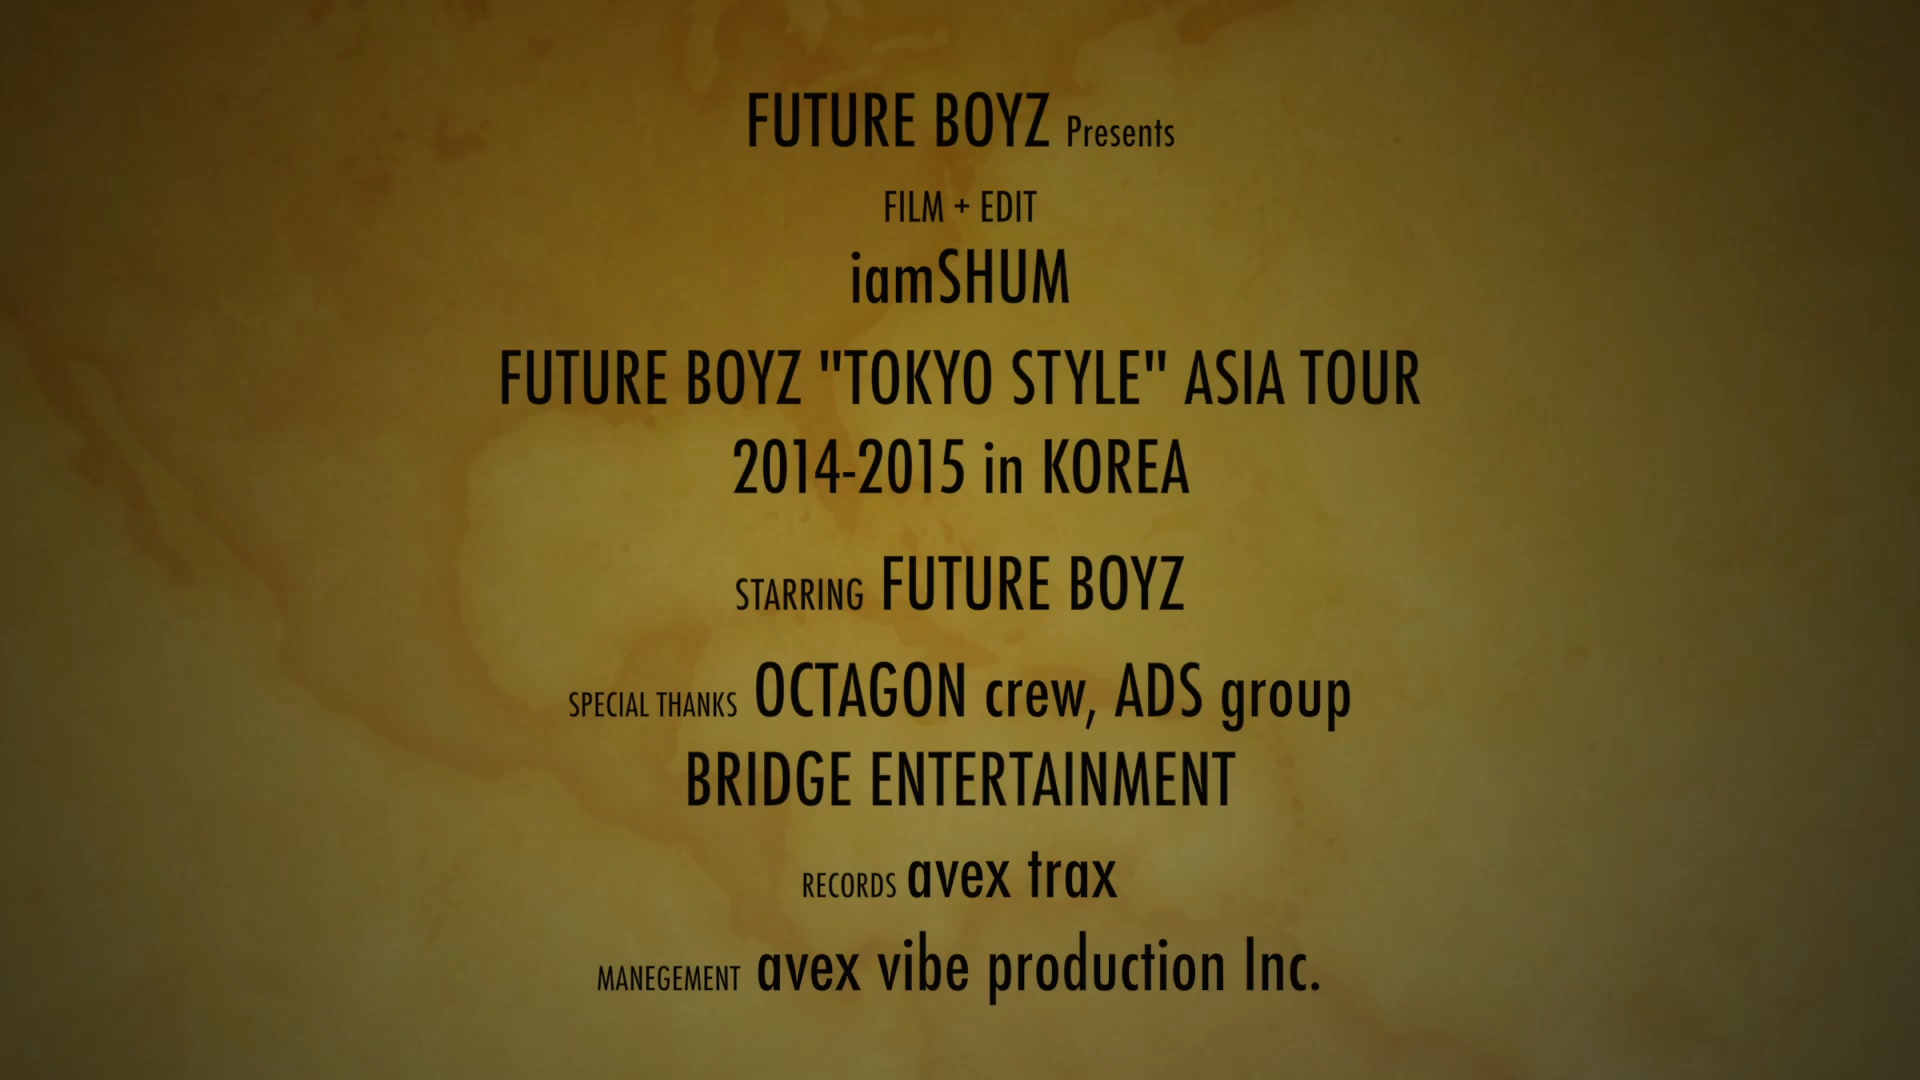 FUTURE BOYZ Presents
FILM + EDIT
iamSHUM
FUTURE BOYZ "TOKYO STYLE" ASIA TOUR
2014-2015 in KOREA
STARRING FUTURE BOYZ
SPECIAL THANKS OCTAGON crew, ADS group
BRIDGE ENTERTAINMENT
RECORDS avex trax
MANEGEMENT avex vibe production Inc.